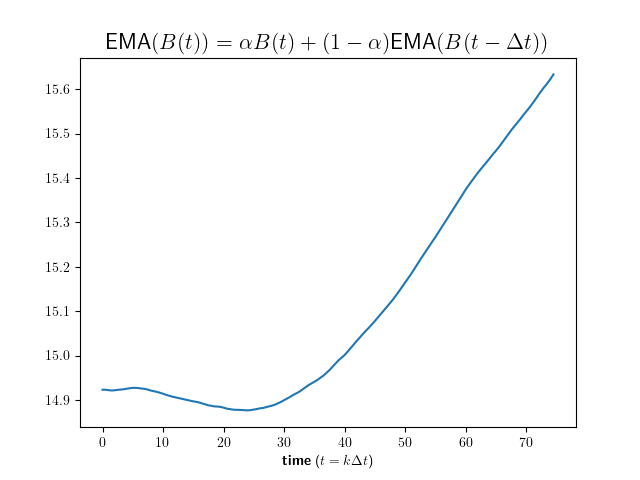 EMA(B(t)) = αB(t) + (1 − α)EMA(B(t − Δt))
15.6
15.5
15.4
15.3
15.2
15.1
15.0
14.9
0 10 20 30 40 50 60 70
time (t = kΔt)